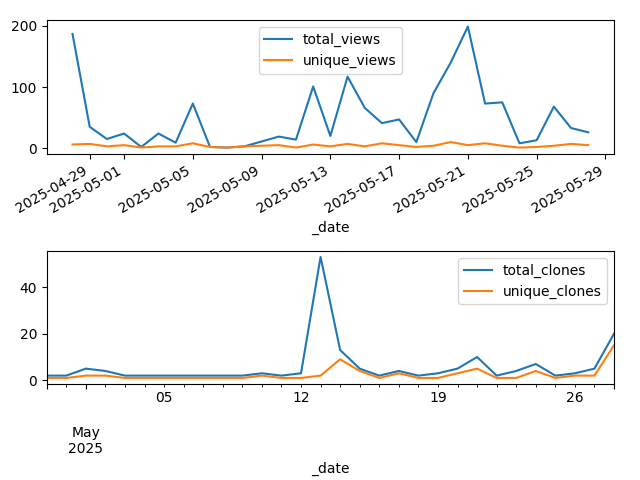 200
100
0
total_views
unique_views
2025-04-29
2025-05-01
2025-05-05
2025-05-09
2025-05-13
2025-05-17
2025-05-21
2025-05-25
2025-05-29
_date
40
20
0
total_clones
unique_clones
05
12
19
26
May
2025
_date